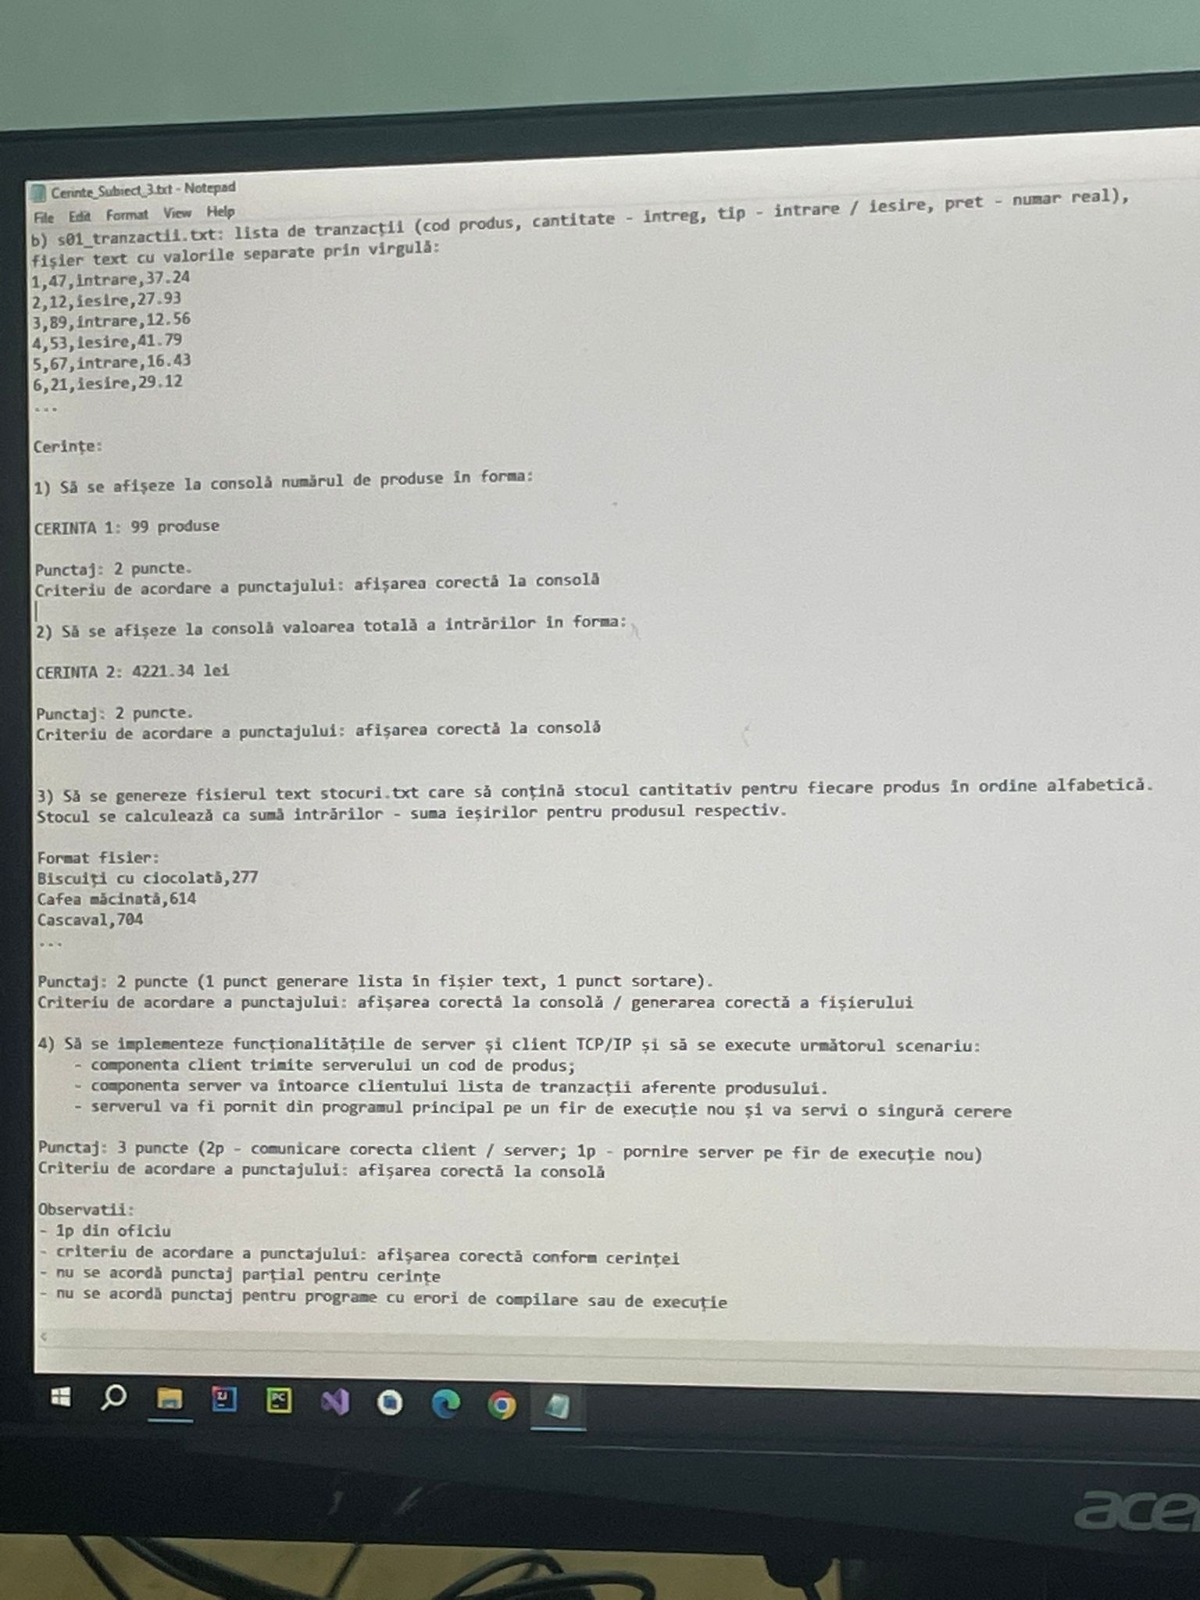 Cerinte_Subiect_3.txt - Notepad
File Edit Format View Help
b) s01_tranzactii.txt: lista de tranzacții (cod produs, cantitate - intreg, tip - intrare / iesire, pret - numar real),
fișier text cu valorile separate prin virgulă:
1,47,intrare,37.24
2,12,iesire,27.93
3,89,intrare,12.56
4,53,iesire,41.79
5,67,intrare,16.43
6,21,iesire,29.12
...
Cerințe:
1) Să se afișeze la consolă numărul de produse în forma:
CERINTA 1: 99 produse
Punctaj: 2 puncte.
Criteriu de acordare a punctajului: afișarea corectă la consolă
2) Să se afișeze la consolă valoarea totală a intrărilor în forma:
CERINTA 2: 4221.34 lei
Punctaj: 2 puncte.
Criteriu de acordare a punctajului: afișarea corectă la consolă
3) Să se genereze fisierul text stocuri.txt care să conțină stocul cantitativ pentru fiecare produs în ordine alfabetică.
Stocul se calculează ca sumă intrărilor - suma ieșirilor pentru produsul respectiv.
Format fisier:
Biscuiți cu ciocolată,277
Cafea măcinată,614
Cascaval,704
...
Punctaj: 2 puncte (1 punct generare lista în fișier text, 1 punct sortare).
Criteriu de acordare a punctajului: afișarea corectă la consolă / generarea corectă a fișierului
4) Să se implementeze funcționalitățile de server și client TCP/IP și să se execute următorul scenariu:
- componenta client trimite serverului un cod de produs;
- componenta server va întoarce clientului lista de tranzacții aferente produsului.
- serverul va fi pornit din programul principal pe un fir de execuție nou și va servi o singură cerere
Punctaj: 3 puncte (2p - comunicare corecta client / server; 1p - pornire server pe fir de execuție nou)
Criteriu de acordare a punctajului: afișarea corectă la consolă
Observatii:
- 1p din oficiu
- criteriu de acordare a punctajului: afișarea corectă conform cerinței
- nu se acordă punctaj parțial pentru cerințe
- nu se acordă punctaj pentru programe cu erori de compilare sau de execuție
acer